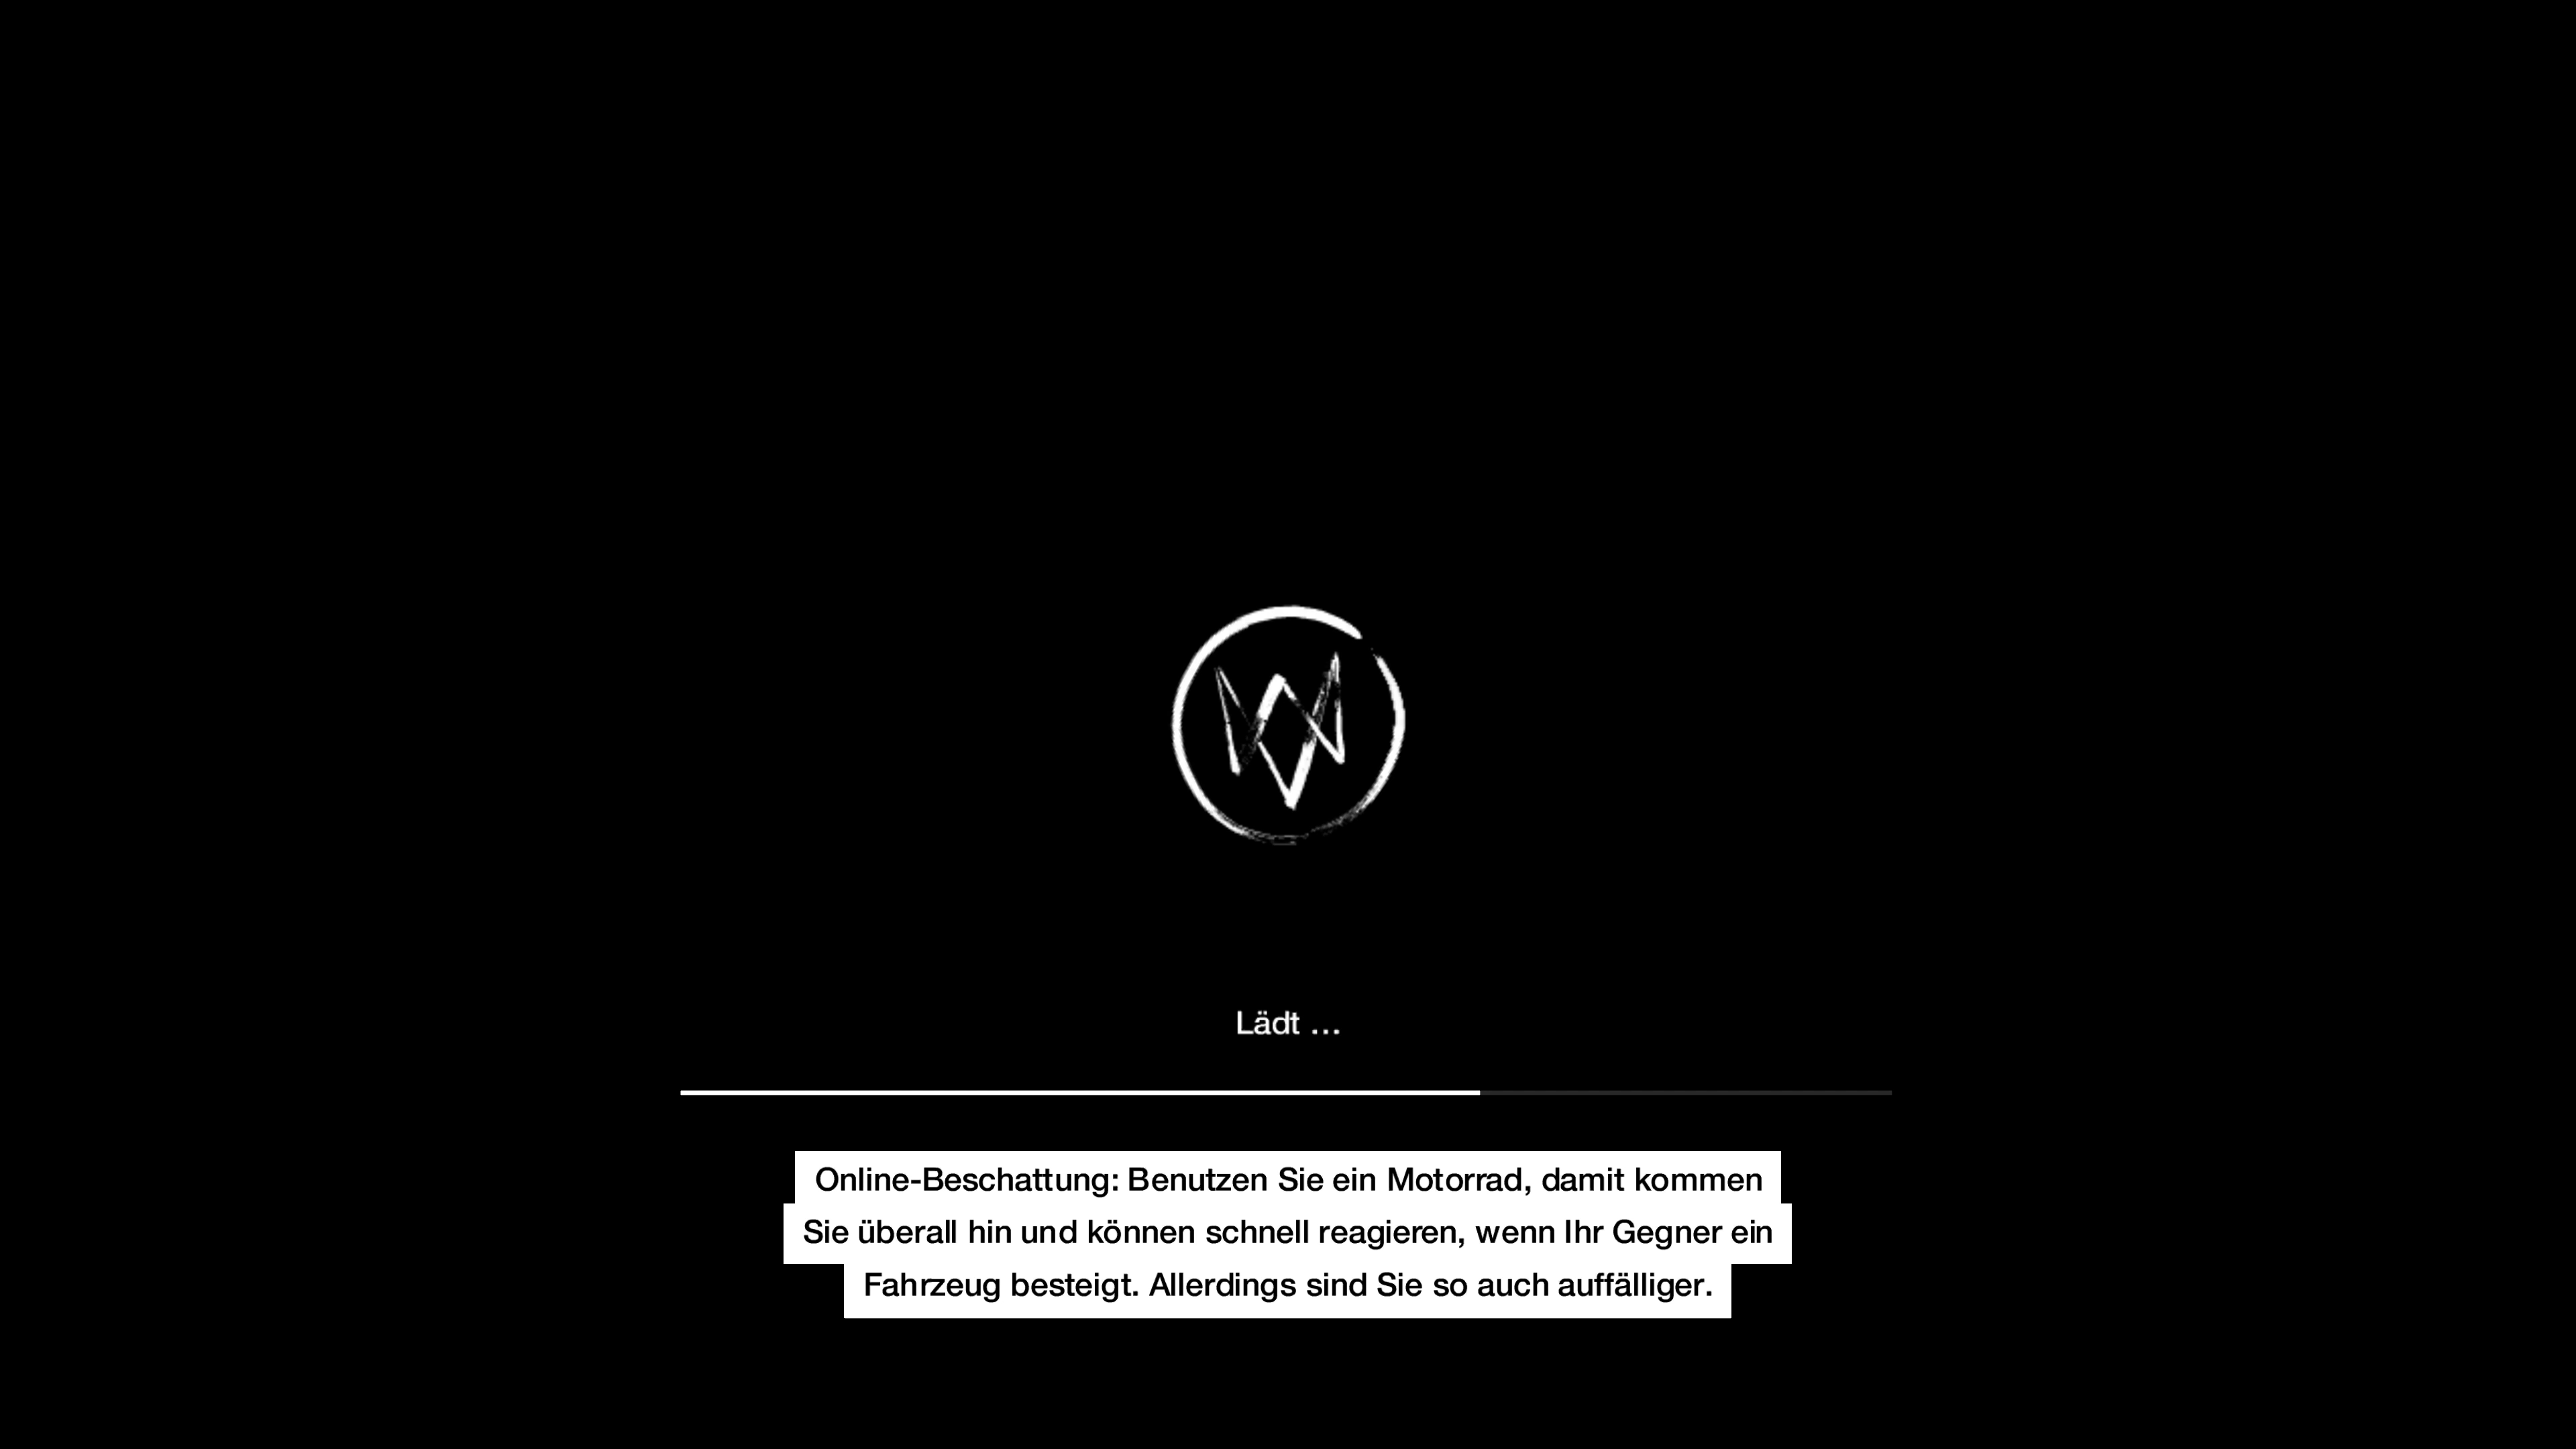 Lädt ...
Online-Beschattung: Benutzen Sie ein Motorrad, damit kommen
Sie überall hin und können schnell reagieren, wenn Ihr Gegner ein
Fahrzeug besteigt. Allerdings sind Sie so auch auffälliger.